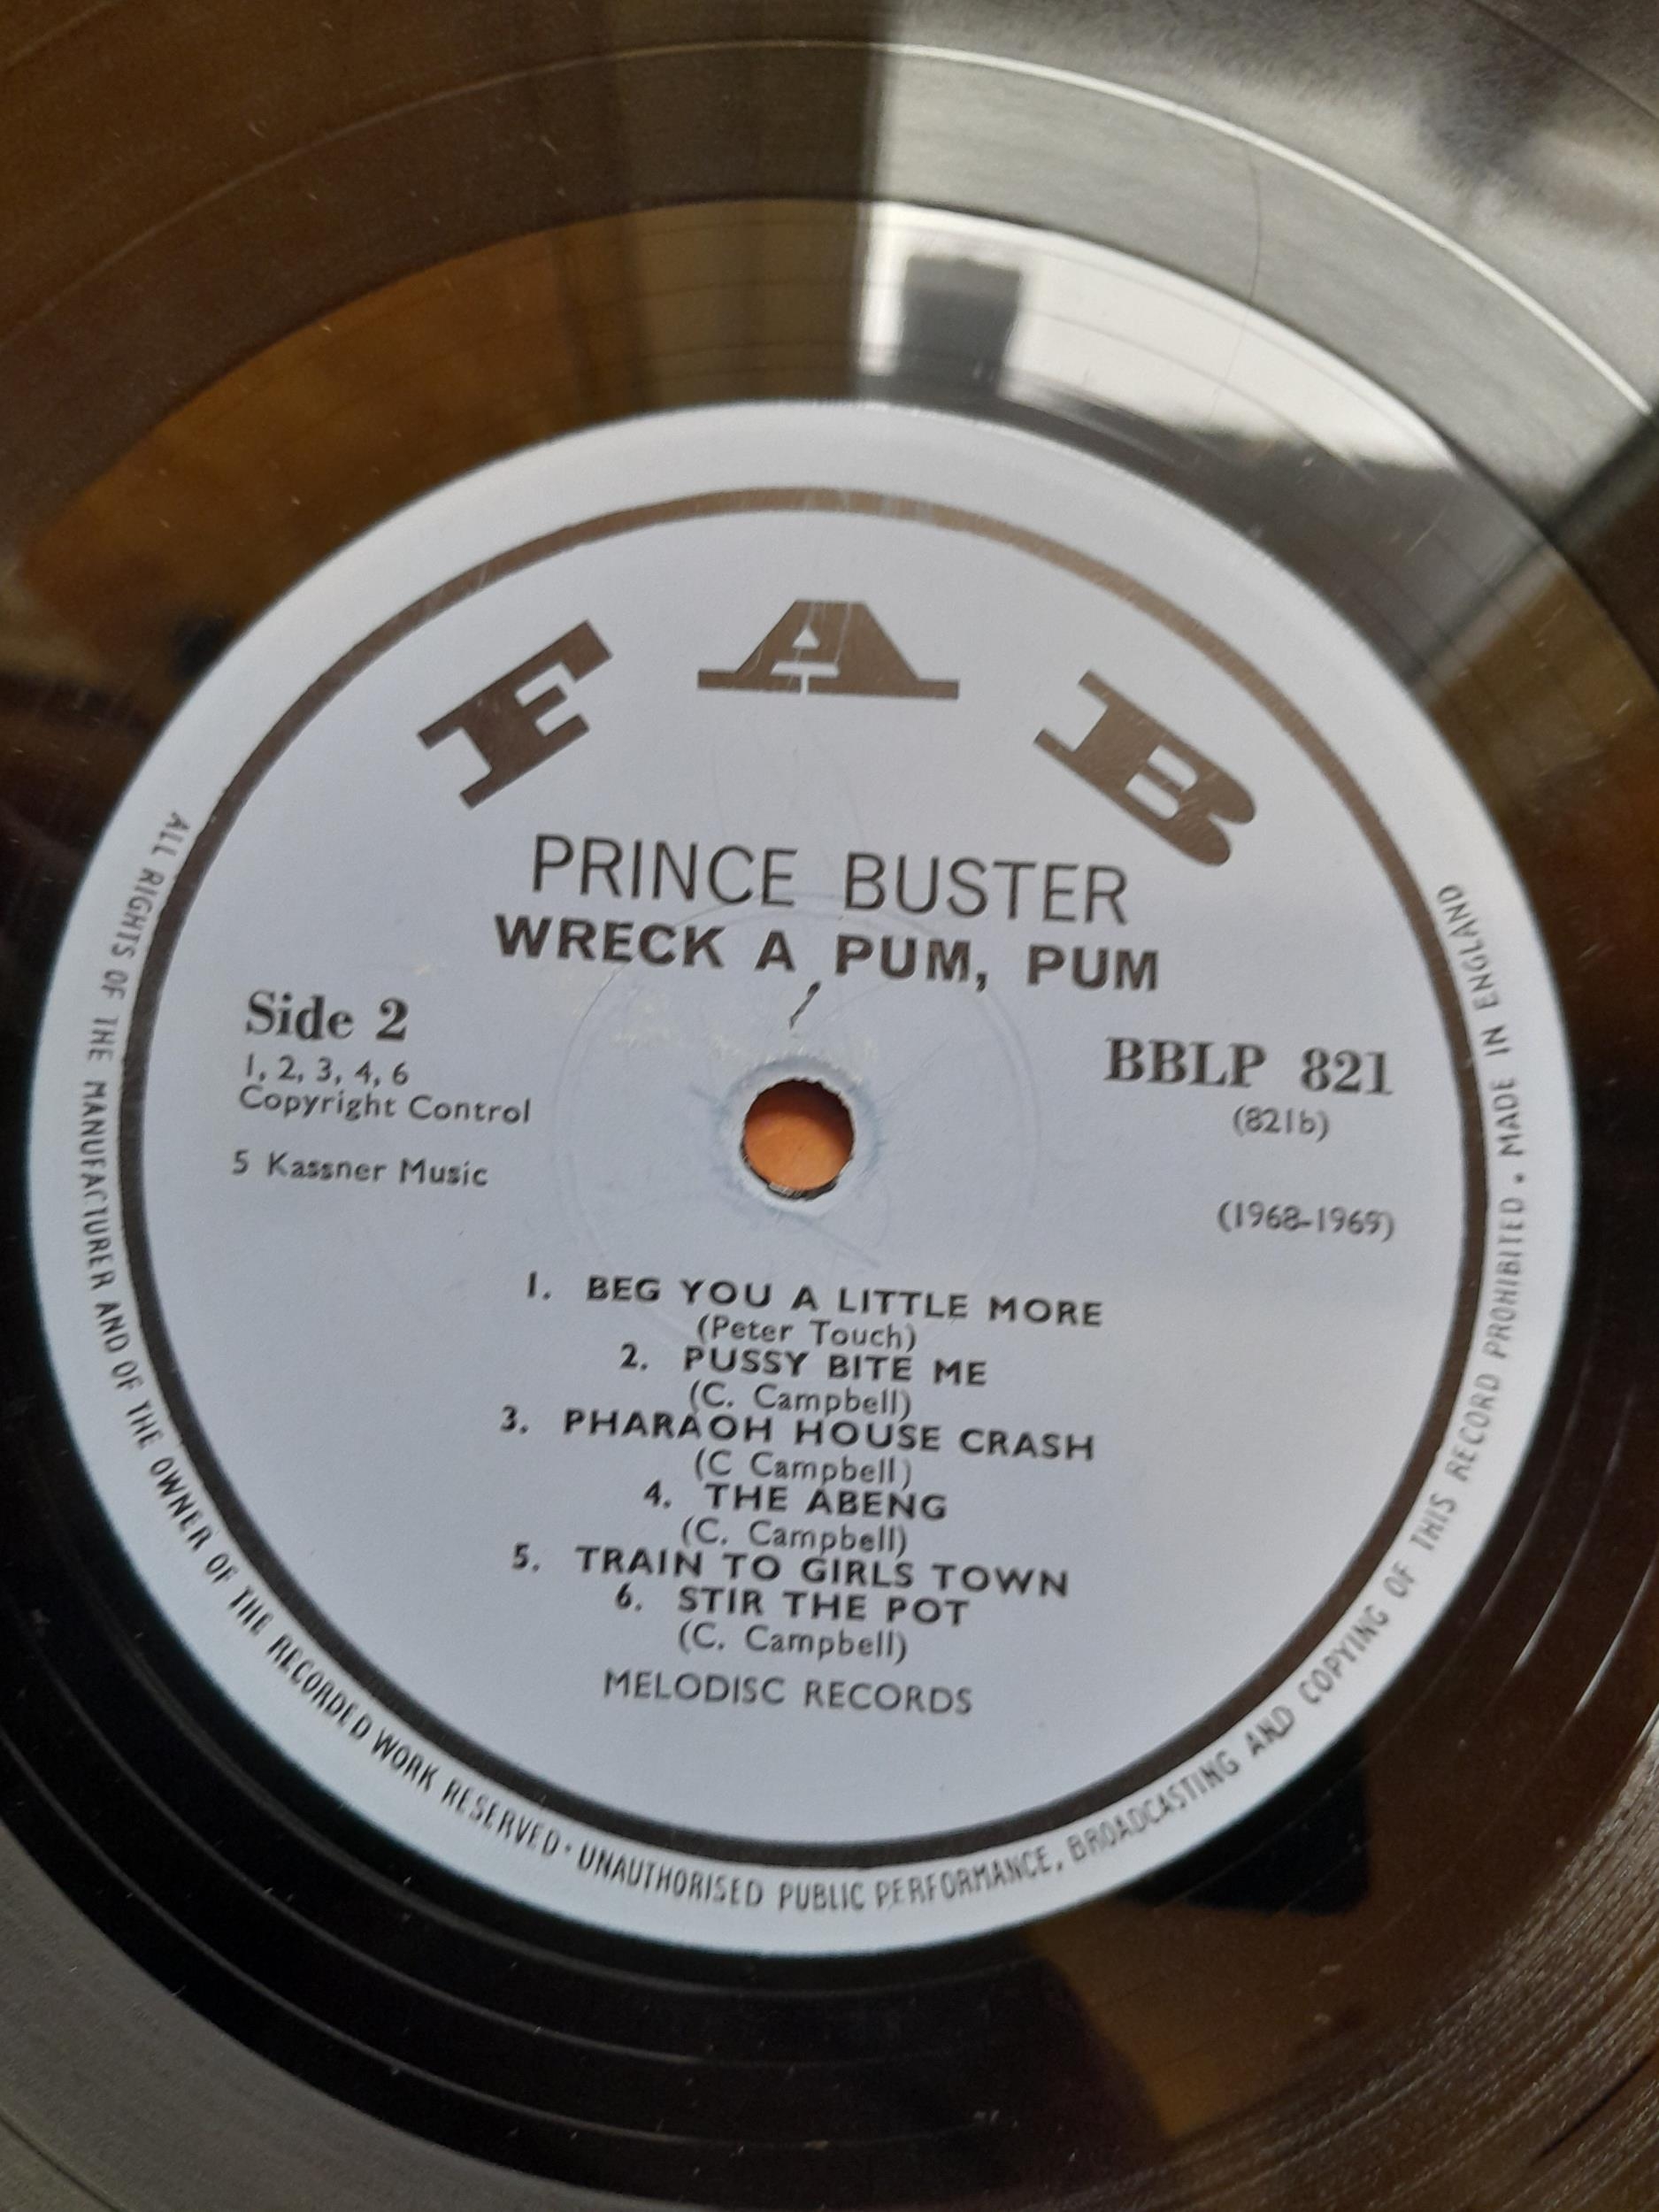 FAB
PRINCE BUSTER
WRECK A PUM, PUM
Side 2
1, 2, 3, 4, 6
Copyright Control
5 Kassner Music
BBLP 821
(821b)
(1968-1969)
1. BEG YOU A LITTLE MORE
(Peter Touch)
2. PUSSY BITE ME
(C. Campbell)
3. PHARAOH HOUSE CRASH
(C Campbell)
4. THE ABENG
(C. Campbell)
5. TRAIN TO GIRLS TOWN
6. STIR THE POT
(C. Campbell)
MELODISC RECORDS
ALL RIGHTS OF THE MANUFACTURER AND OF THE OWNER OF THE RECORDED WORK RESERVED · UNAUTHORISED PUBLIC PERFORMANCE, BROADCASTING AND COPYING OF THIS RECORD PROHIBITED · MADE IN ENGLAND